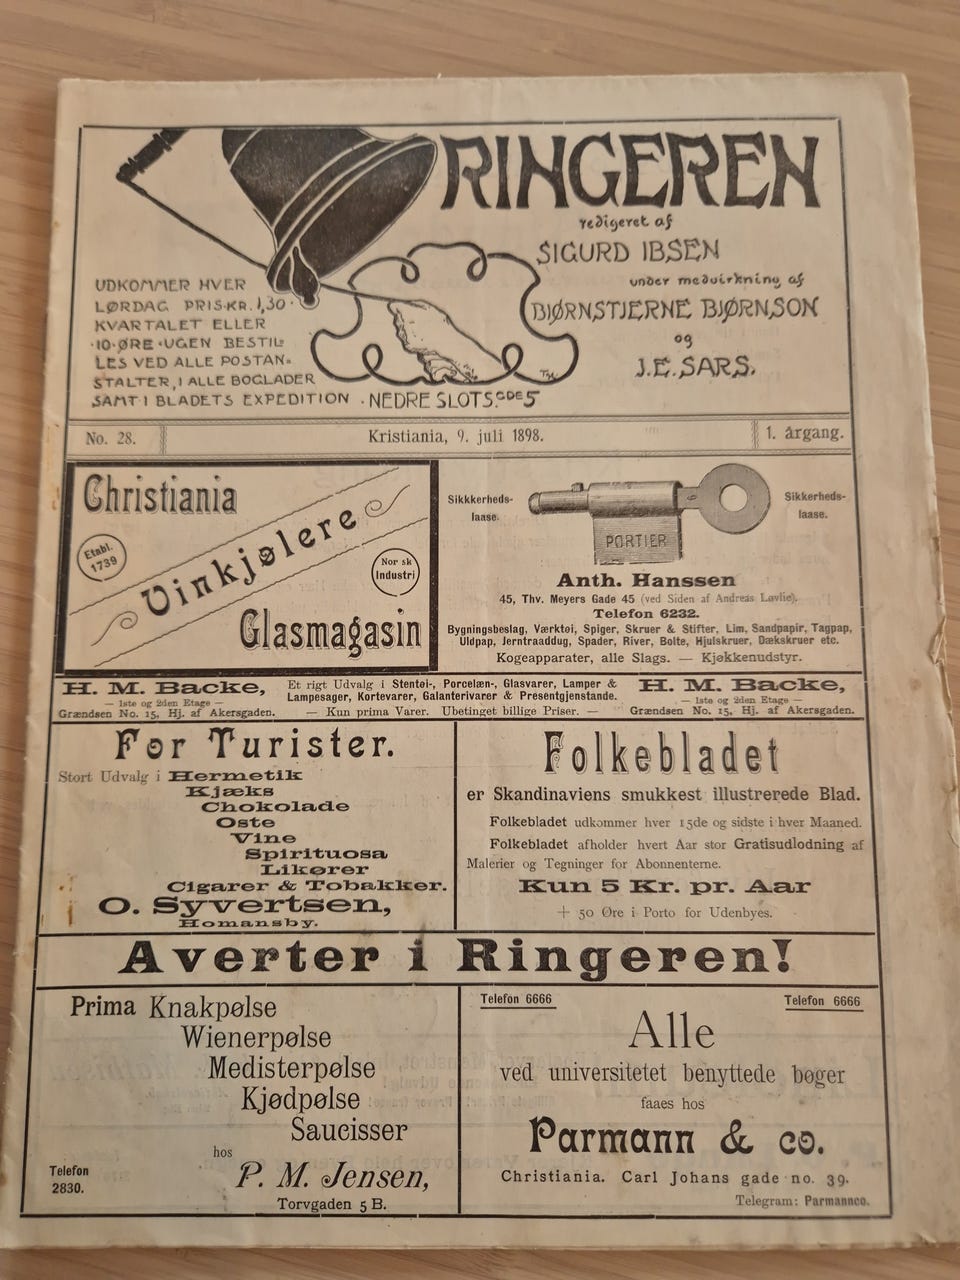 RINGEREN
redigeret af
SIGURD IBSEN
under medvirkning af
BJØRNSTJERNE BJØRNSON
og
J.E.SARS.
UDKOMMER HVER
LØRDAG PRIS·KR. 1,30·
KVARTALET ELLER
·10·ØRE·UGEN BESTIL=
LES VED ALLE POSTAN=
STALTER, I ALLE BOGLADER
SAMT I BLADETS EXPEDITION · NEDRE SLOTS.GDE 5
No. 28.
Kristiania, 9. juli 1898.
1. årgang.
Christiania
Etabl. 1739
Vinkjølere
Nor sk Industri
Glasmagasin
Sikkkerheds-
laase.
PORTIER
Sikkerheds-
laase.
Anth. Hanssen
45, Thv. Meyers Gade 45 (ved Siden af Andreas Løvlie).
Telefon 6232.
Bygningsbeslag, Værktøi, Spiger, Skruer & Stifter, Lim, Sandpapir, Tagpap,
Uldpap, Jerntraaddug, Spader, River, Bolte, Hjulskruer, Dækskruer etc.
Kogeapparater, alle Slags. — Kjøkkenudstyr.
H. M. Backe,
— 1ste og 2den Etage —
Grændsen No. 15, Hj. af Akersgaden.
Et rigt Udvalg i Stentøi-, Porcelæn-, Glasvarer, Lamper &
Lampesager, Kortevarer, Galanterivarer & Presentgjenstande.
— Kun prima Varer. Ubetinget billige Priser. —
H. M. Backe,
— 1ste og 2den Etage —
Grændsen No. 15, Hj. af Akersgaden.
For Turister.
Stort Udvalg i Hermetik
Kjæks
Chokolade
Oste
Vine
Spirituosa
Likører
Cigarer & Tobakker.
O. Syvertsen,
Homansby.
Folkebladet
er Skandinaviens smukkest illustrerede Blad.
Folkebladet udkommer hver 15de og sidste i hver Maaned.
Folkebladet afholder hvert Aar stor Gratisudlodning af
Malerier og Tegninger for Abonnenterne.
Kun 5 Kr. pr. Aar
+ 50 Øre i Porto for Udenbyes.
Averter i Ringeren!
Prima Knakpølse
Wienerpølse
Medisterpølse
Kjødpølse
Saucisser
hos
P. M. Jensen,
Telefon
2830.
Torvgaden 5 B.
Telefon 6666
Telefon 6666
Alle
ved universitetet benyttede bøger
faaes hos
Parmann & co.
Christiania. Carl Johans gade no. 39.
Telegram: Parmannco.